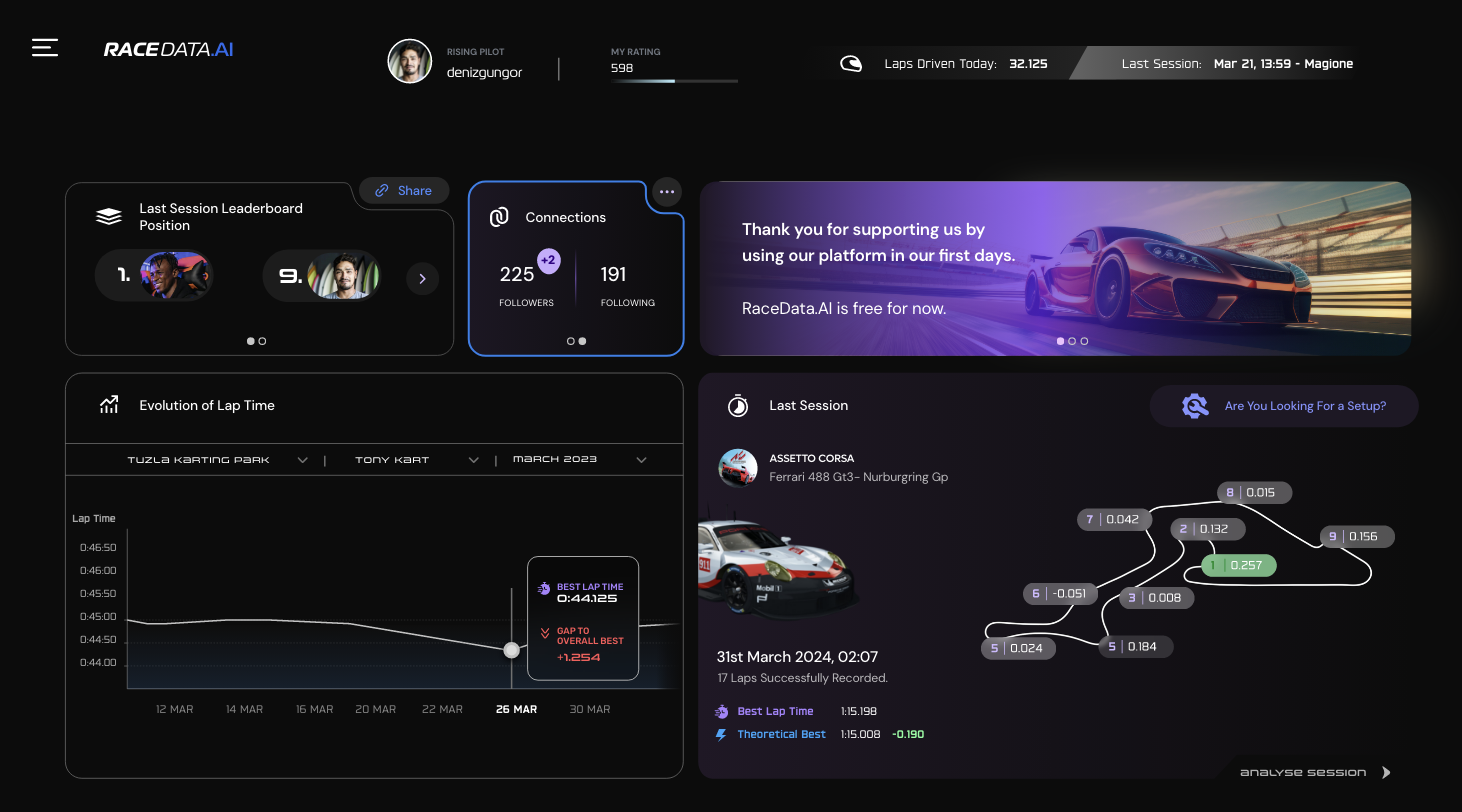 RACEDATA.AI
RISING PILOT
denizgungor
MY RATING
598
Laps Driven Today: 32.125
Last Session: Mar 21, 13:59 - Magione
Last Session Leaderboard
Position
Share
1.
9.
Connections
225
+2
191
FOLLOWERS
FOLLOWING
Thank you for supporting us by
using our platform in our first days.
RaceData.AI is free for now.
Evolution of Lap Time
TUZLA KARTING PARK | TONY KART | MARCH 2023
Lap Time
0:46:50
0:46:00
0:45:50
0:45:00
0:44:50
0:44.00
BEST LAP TIME
0:44.125
GAP TO
OVERALL BEST
+1.254
12 MAR
14 MAR
16 MAR
20 MAR
22 MAR
26 MAR
30 MAR
Last Session
Are You Looking For a Setup?
ASSETTO CORSA
Ferrari 488 Gt3- Nurburgring Gp
8 | 0.015
7 | 0.042
2 | 0.132
9 | 0.156
1 | 0.257
6 | -0.051
3 | 0.008
5 | 0.024
5 | 0.184
911
Mobil 1
31st March 2024, 02:07
17 Laps Successfully Recorded.
Best Lap Time 1:15.198
Theoretical Best 1:15.008 -0.190
analyse session